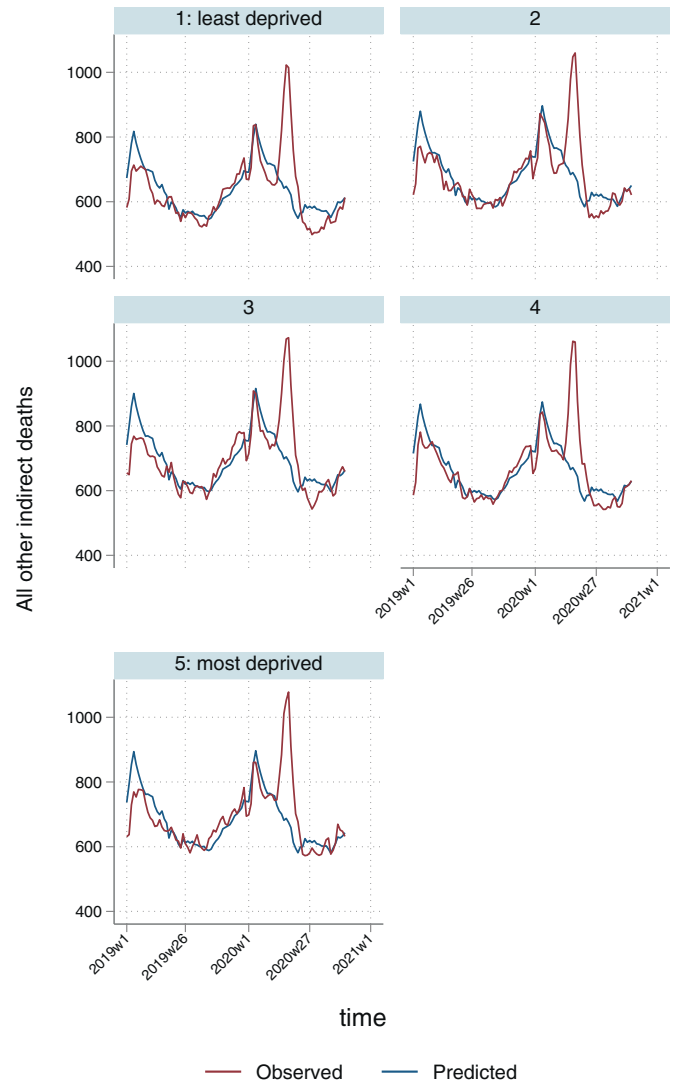 1: least deprived
2
1000
800
600
400
3
4
1000
800
600
400
2019w1
2019w26
2020w1
2020w27
2021w1
5: most deprived
1000
800
600
400
2019w1
2019w26
2020w1
2020w27
2021w1
All other indirect deaths
time
Observed
Predicted